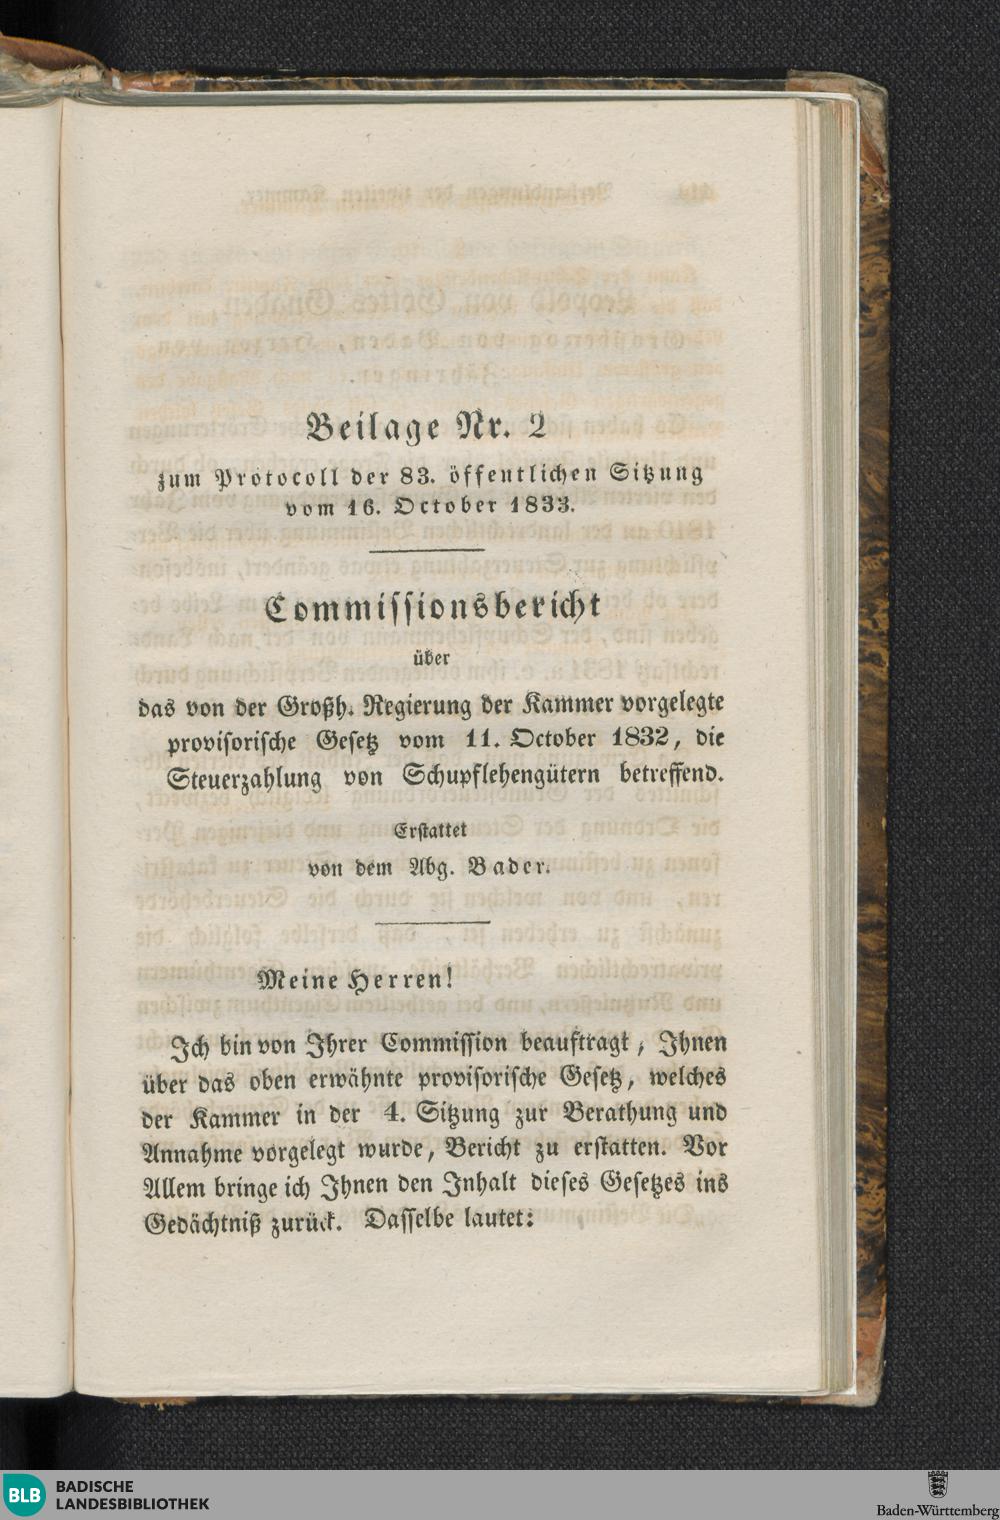 Beilage Nr. 2
zum Protocoll der 83. öffentlichen Sitzung
vom 16. October 1833.
Commissionsbericht
über
das von der Großh. Regierung der Kammer vorgelegte
provisorische Gesetz vom 11. October 1832, die
Steuerzahlung von Schupflehengütern betreffend.
Erstattet
von dem Abg. Bader.
Meine Herren!
Ich bin von Ihrer Commission beauftragt, Ihnen
über das oben erwähnte provisorische Gesetz, welches
der Kammer in der 4. Sitzung zur Berathung und
Annahme vorgelegt wurde, Bericht zu erstatten. Vor
Allem bringe ich Ihnen den Inhalt dieses Gesetzes ins
Gedächtniß zurück. Dasselbe lautet:
BLB BADISCHE
LANDESBIBLIOTHEK
Baden-Württemberg